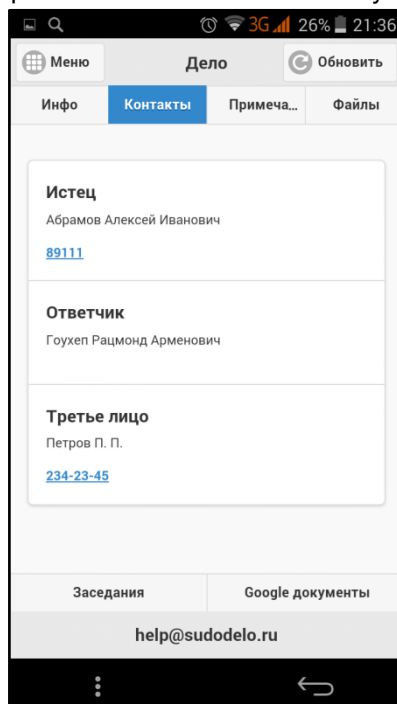 3G 26% 21:36
Меню
Дело
Обновить
Инфо
Контакты
Примеча...
Файлы
Истец
Абрамов Алексей Иванович
89111
Ответчик
Гоухеп Рацмонд Арменович
Третье лицо
Петров П. П.
234-23-45
Заседания
Google документы
help@sudodelo.ru